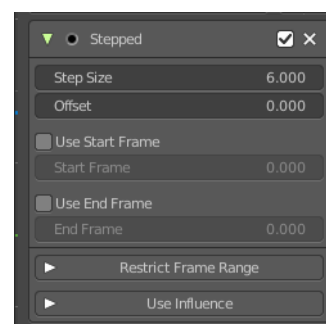 Stepped
Step Size 6.000
Offset 0.000
Use Start Frame
Start Frame 0.000
Use End Frame
End Frame 0.000
Restrict Frame Range
Use Influence